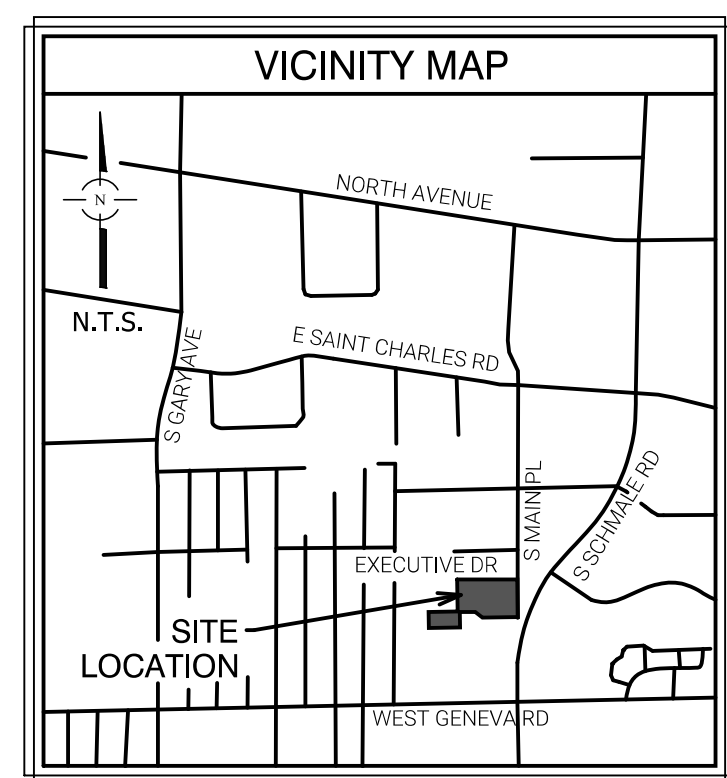 VICINITY MAP
N
N.T.S.
NORTH AVENUE
E SAINT CHARLES RD
S GARY AVE
S MAIN PL
S SCHMALE RD
EXECUTIVE DR
SITE
LOCATION
WEST GENEVA RD